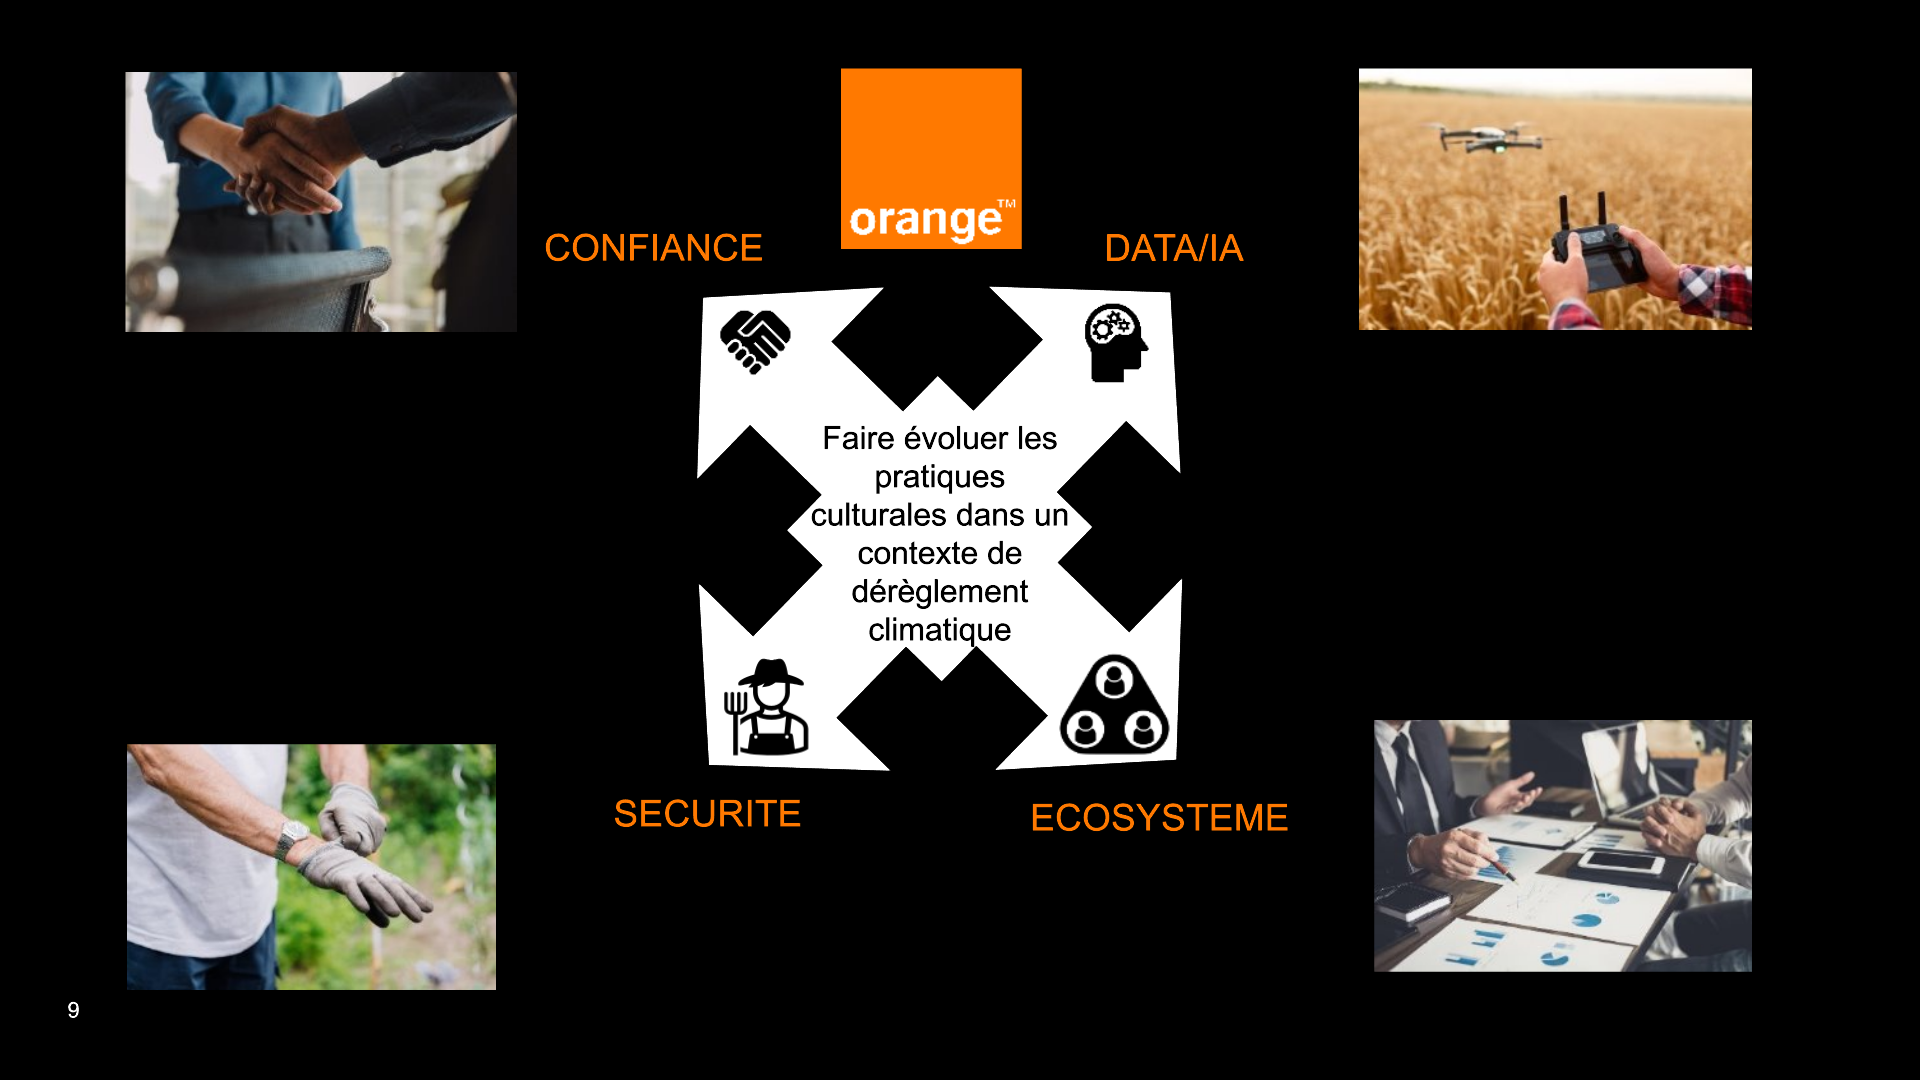 orange™
CONFIANCE
DATA/IA
Faire évoluer les
pratiques
culturales dans un
contexte de
dérèglement
climatique
SECURITE
ECOSYSTEME
9